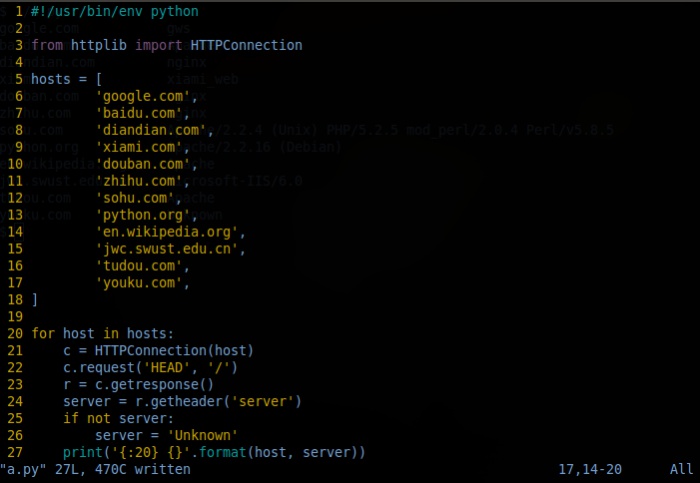 1 #!/usr/bin/env python
2
3 from httplib import HTTPConnection
4
5 hosts = [
6         'google.com',
7         'baidu.com',
8         'diandian.com',
9         'xiami.com',
10         'douban.com',
11         'zhihu.com',
12         'sohu.com',
13         'python.org',
14         'en.wikipedia.org',
15         'jwc.swust.edu.cn',
16         'tudou.com',
17         'youku.com',
18 ]
19
20 for host in hosts:
21     c = HTTPConnection(host)
22     c.request('HEAD', '/')
23     r = c.getresponse()
24     server = r.getheader('server')
25     if not server:
26         server = 'Unknown'
27     print('{:20} {}'.format(host, server))
"a.py" 27L, 470C written 17,14-20 All